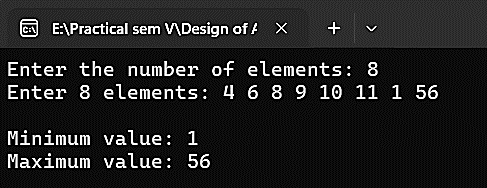 E:\Practical sem V\Design of A
Enter the number of elements: 8
Enter 8 elements: 4 6 8 9 10 11 1 56
Minimum value: 1
Maximum value: 56